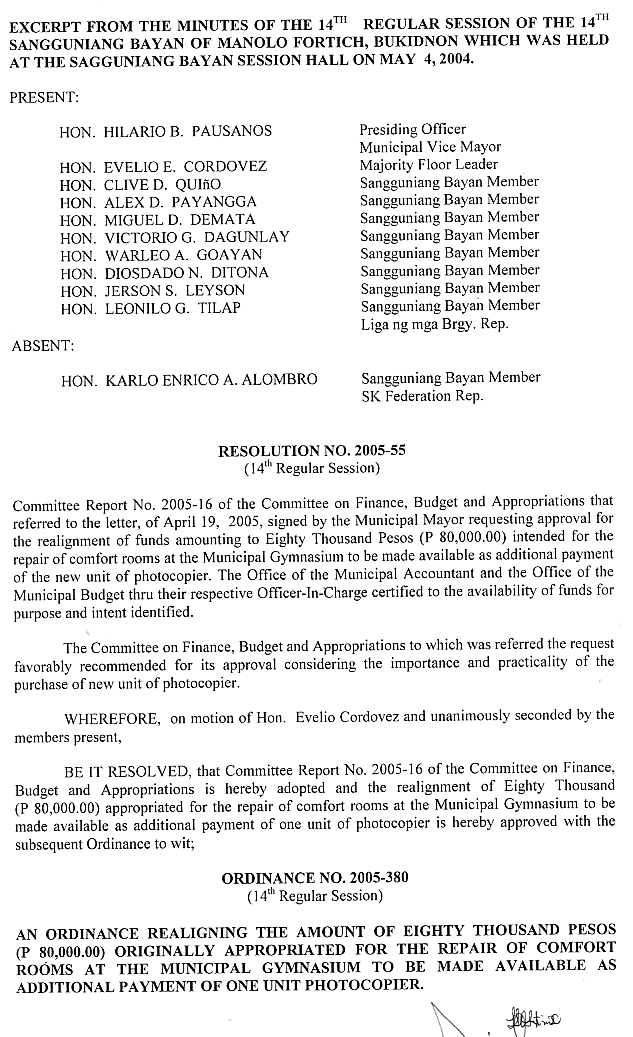 EXCERPT FROM THE MINUTES OF THE 14TH REGULAR SESSION OF THE 14TH
SANGGUNIANG BAYAN OF MANOLO FORTICH, BUKIDNON WHICH WAS HELD
AT THE SAGGUNIANG BAYAN SESSION HALL ON MAY 4, 2004.
PRESENT:
HON. HILARIO B. PAUSANOS Presiding Officer
Municipal Vice Mayor
HON. EVELIO E. CORDOVEZ Majority Floor Leader
HON. CLIVE D. QUIñO Sangguniang Bayan Member
HON. ALEX D. PAYANGGA Sangguniang Bayan Member
HON. MIGUEL D. DEMATA Sangguniang Bayan Member
HON. VICTORIO G. DAGUNLAY Sangguniang Bayan Member
HON. WARLEO A. GOAYAN Sangguniang Bayan Member
HON. DIOSDADO N. DITONA Sangguniang Bayan Member
HON. JERSON S. LEYSON Sangguniang Bayan Member
HON. LEONILO G. TILAP Sangguniang Bayan Member
Liga ng mga Brgy. Rep.
ABSENT:
HON. KARLO ENRICO A. ALOMBRO Sangguniang Bayan Member
SK Federation Rep.
RESOLUTION NO. 2005-55
(14th Regular Session)
Committee Report No. 2005-16 of the Committee on Finance, Budget and Appropriations that
referred to the letter, of April 19, 2005, signed by the Municipal Mayor requesting approval for
the realignment of funds amounting to Eighty Thousand Pesos (P 80,000.00) intended for the
repair of comfort rooms at the Municipal Gymnasium to be made available as additional payment
of the new unit of photocopier. The Office of the Municipal Accountant and the Office of the
Municipal Budget thru their respective Officer-In-Charge certified to the availability of funds for
purpose and intent identified.
The Committee on Finance, Budget and Appropriations to which was referred the request
favorably recommended for its approval considering the importance and practicality of the
purchase of new unit of photocopier.
WHEREFORE, on motion of Hon. Evelio Cordovez and unanimously seconded by the
members present,
BE IT RESOLVED, that Committee Report No. 2005-16 of the Committee on Finance,
Budget and Appropriations is hereby adopted and the realignment of Eighty Thousand
(P 80,000.00) appropriated for the repair of comfort rooms at the Municipal Gymnasium to be
made available as additional payment of one unit of photocopier is hereby approved with the
subsequent Ordinance to wit;
ORDINANCE NO. 2005-380
(14th Regular Session)
AN ORDINANCE REALIGNING THE AMOUNT OF EIGHTY THOUSAND PESOS
(P 80,000.00) ORIGINALLY APPROPRIATED FOR THE REPAIR OF COMFORT
ROOMS AT THE MUNICIPAL GYMNASIUM TO BE MADE AVAILABLE AS
ADDITIONAL PAYMENT OF ONE UNIT PHOTOCOPIER.